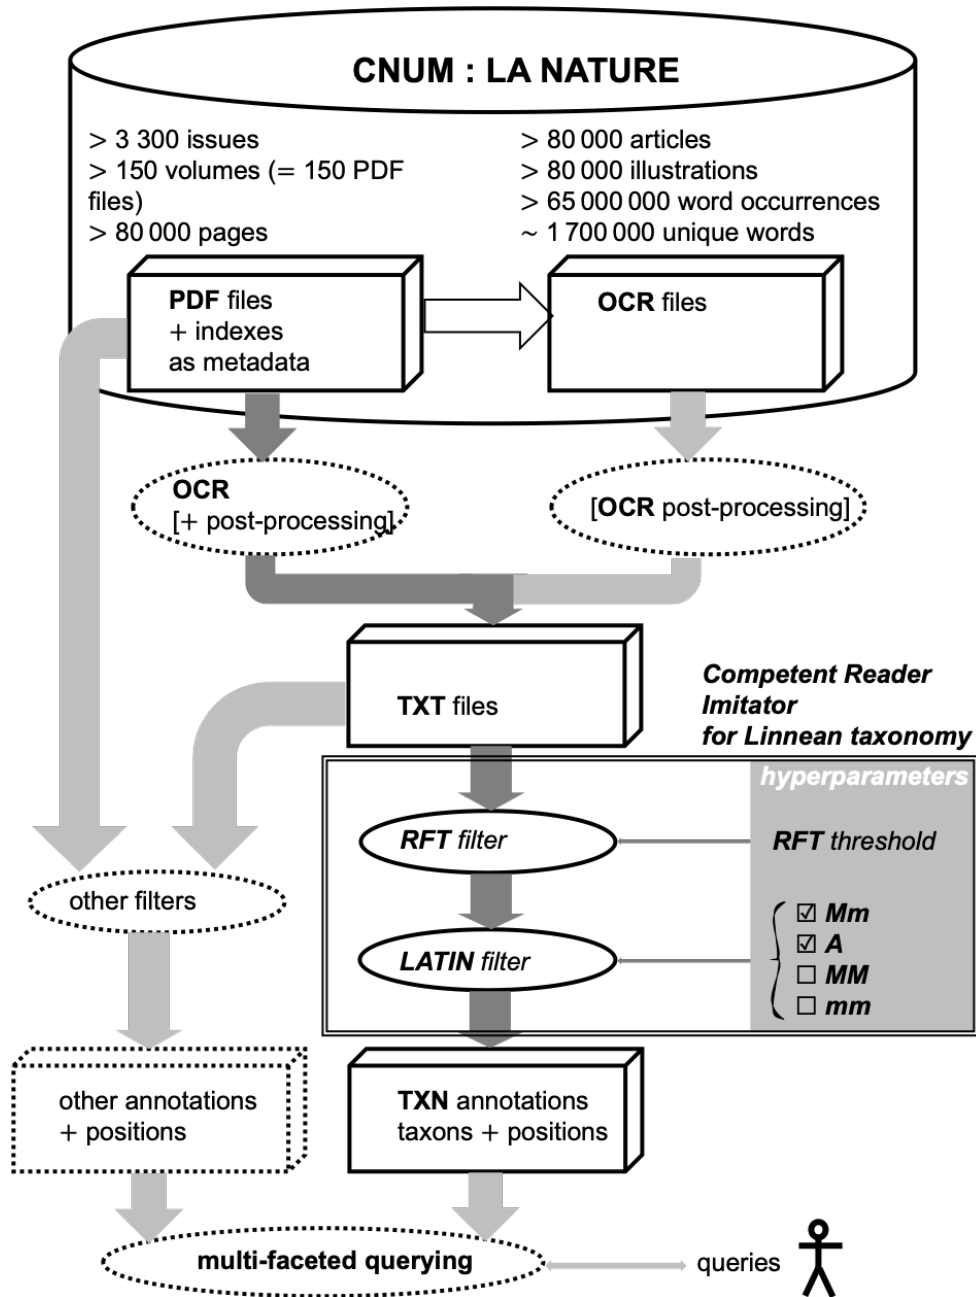 CNUM : LA NATURE
> 3 300 issues
> 150 volumes (= 150 PDF
files)
> 80 000 pages
> 80 000 articles
> 80 000 illustrations
> 65 000 000 word occurrences
~ 1 700 000 unique words
PDF files
+ indexes
as metadata
OCR files
OCR
[+ post-processing]
[OCR post-processing]
TXT files
Competent Reader
Imitator
for Linnean taxonomy
hyperparameters
RFT filter
RFT threshold
other filters
LATIN filter
☑ Mm
☑ A
☐ MM
☐ mm
other annotations
+ positions
TXN annotations
taxons + positions
multi-faceted querying
queries